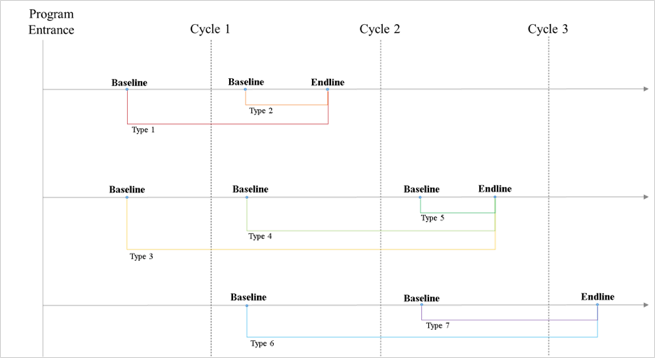 Program
Entrance
Cycle 1
Cycle 2
Cycle 3
Baseline
Baseline
Endline
Type 2
Type 1
Baseline
Baseline
Baseline
Endline
Type 5
Type 4
Type 3
Baseline
Baseline
Endline
Type 7
Type 6